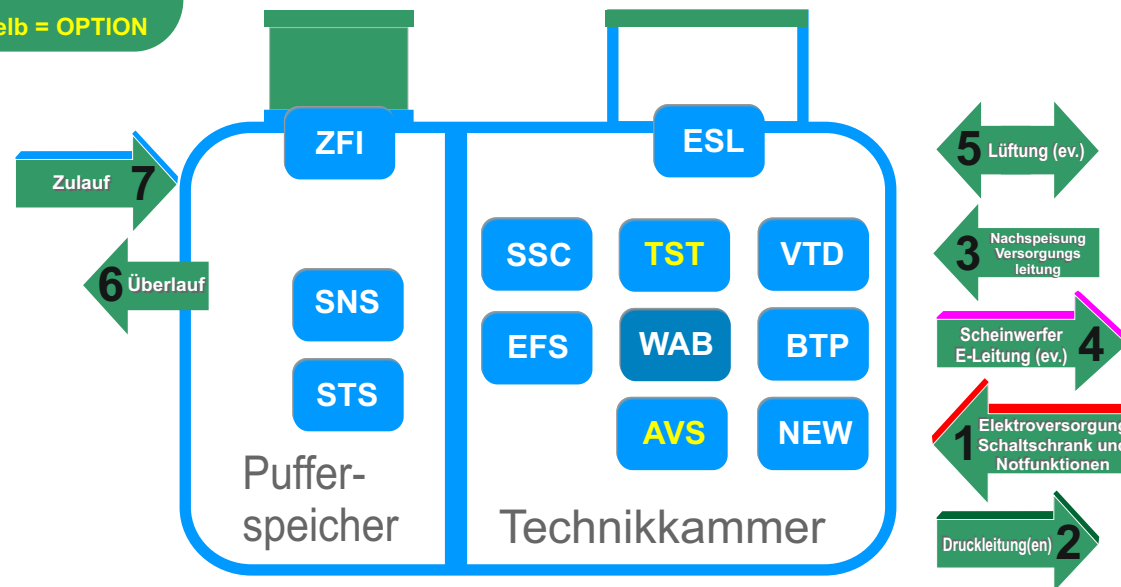 elb = OPTION
ZFI
ESL
5 Lüftung (ev.)
Zulauf 7
SSC
TST
VTD
3 Nachspeisung
Versorgungs
leitung
6 Überlauf
SNS
EFS
WAB
BTP
Scheinwerfer
E-Leitung (ev.) 4
STS
AVS
NEW
1 Elektroversorgung
Schaltschrank und
Notfunktionen
Puffer-
speicher
Technikkammer
Druckleitung(en) 2